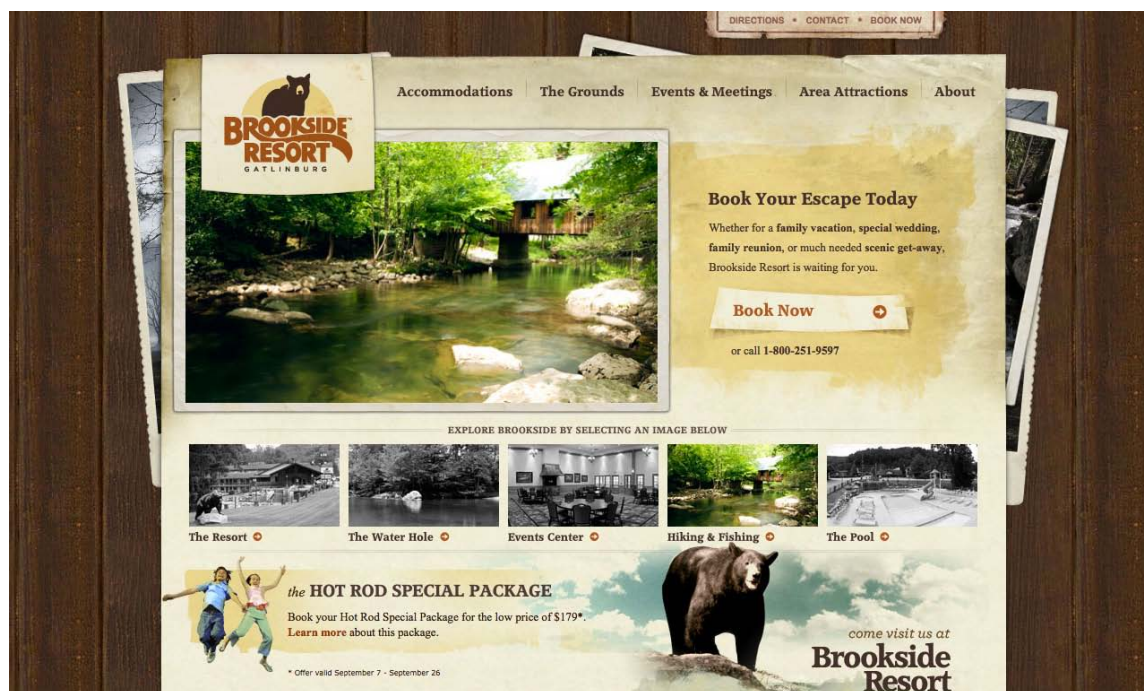 DIRECTIONS • CONTACT • BOOK NOW
BROOKSIDE
RESORT
GATLINBURG
Accommodations
The Grounds
Events & Meetings
Area Attractions
About
Book Your Escape Today
Whether for a family vacation, special wedding,
family reunion, or much needed scenic get-away,
Brookside Resort is waiting for you.
Book Now
or call 1-800-251-9597
EXPLORE BROOKSIDE BY SELECTING AN IMAGE BELOW
The Resort
The Water Hole
Events Center
Hiking & Fishing
The Pool
the HOT ROD SPECIAL PACKAGE
Book your Hot Rod Special Package for the low price of $179*.
Learn more about this package.
* Offer valid September 7 - September 26
come visit us at
Brookside
Resort